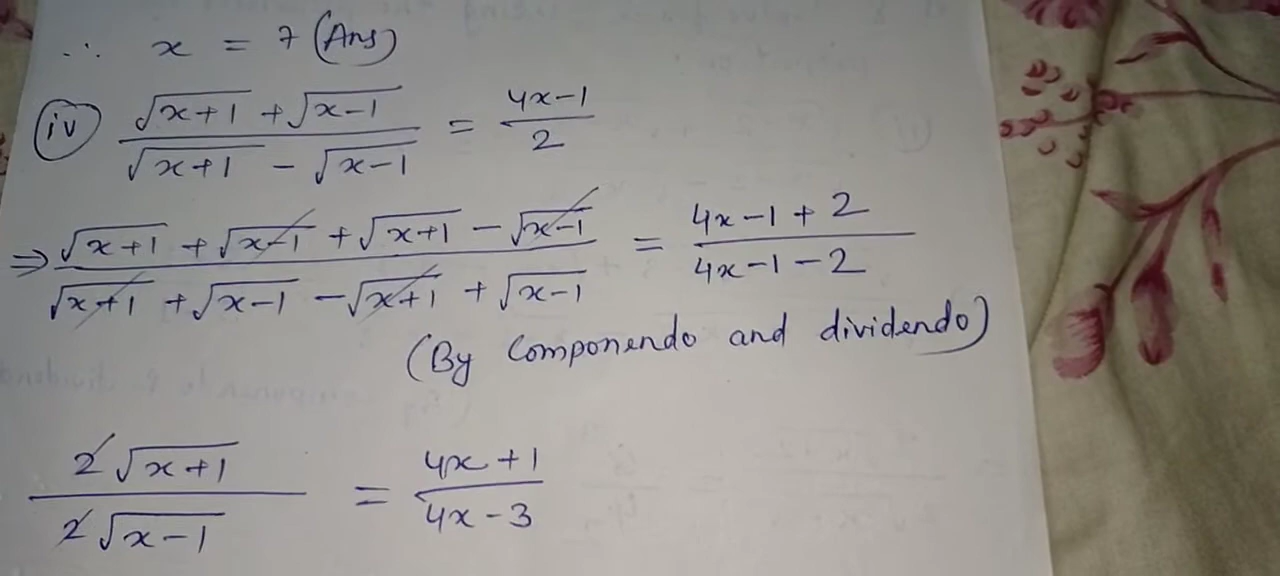 ∴ x = 7 (Ans)
(iv) (√(x+1) + √(x-1))/(√(x+1) - √(x-1)) = (4x-1)/2
⇒ (√(x+1) + √(x-1) + √(x+1) - √(x-1))/(√(x+1) + √(x-1) - √(x+1) + √(x-1)) = (4x-1+2)/(4x-1-2)
(By Componendo and dividendo)
(2√(x+1))/(2√(x-1)) = (4x+1)/(4x-3)